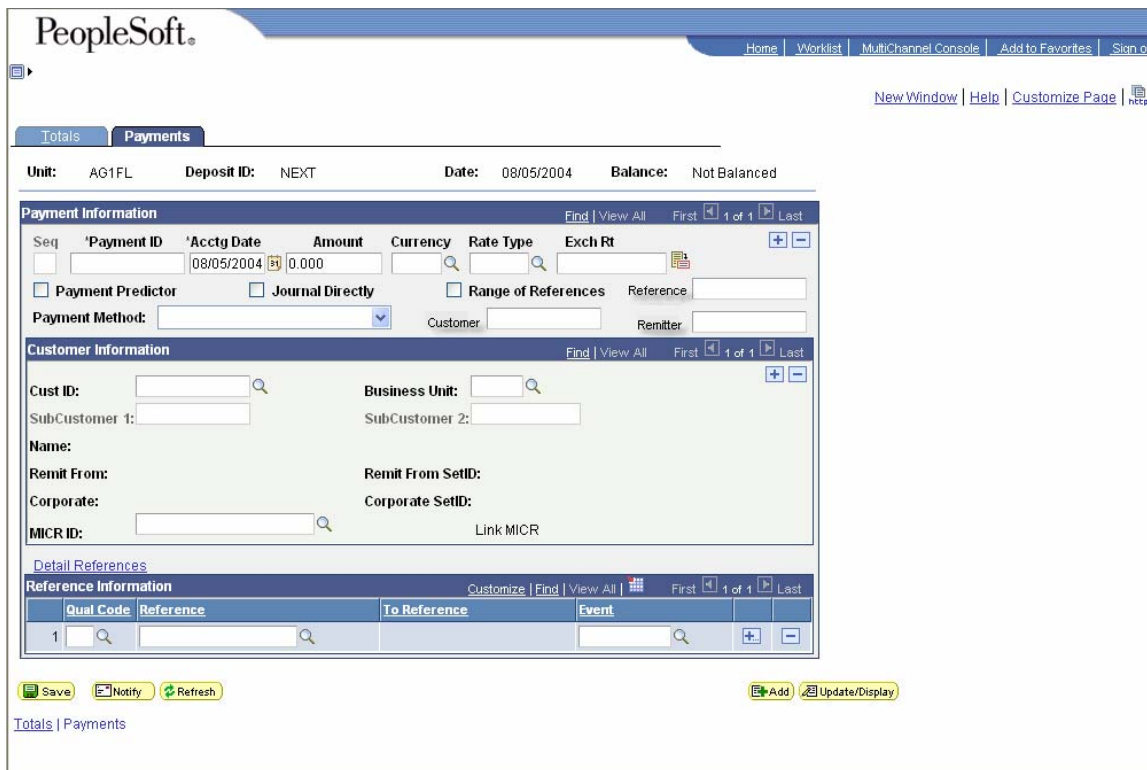 PeopleSoft®
Home | Worklist | MultiChannel Console | Add to Favorites | Sign o
New Window | Help | Customize Page | http
Totals Payments
Unit: AG1FL Deposit ID: NEXT Date: 08/05/2004 Balance: Not Balanced
Payment Information Find | View All First 1 of 1 Last
Seq *Payment ID *Acctg Date Amount Currency Rate Type Exch Rt
08/05/2004 31 0.000
Payment Predictor Journal Directly Range of References Reference
Payment Method: Customer Remitter
Customer Information Find | View All First 1 of 1 Last
Cust ID: Business Unit:
SubCustomer 1: SubCustomer 2:
Name:
Remit From: Remit From SetID:
Corporate: Corporate SetID:
MICR ID: Link MICR
Detail References
Reference Information Customize | Find | View All | First 1 of 1 Last
Qual Code Reference To Reference Event
1
Save Notify Refresh Add Update/Display
Totals | Payments